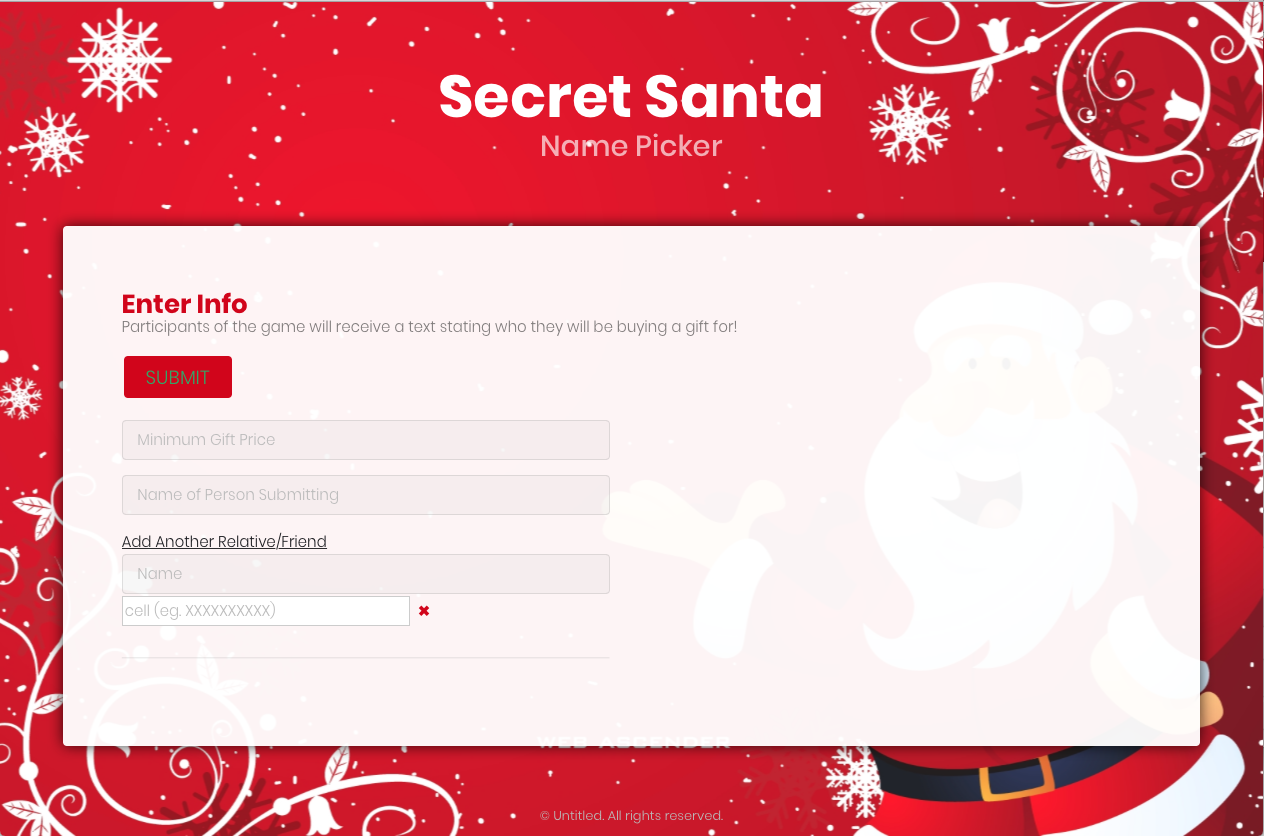 Secret Santa
Name Picker
Enter Info
Participants of the game will receive a text stating who they will be buying a gift for!
SUBMIT
Minimum Gift Price
Name of Person Submitting
Add Another Relative/Friend
Name
cell (eg. XXXXXXXXXX) ✖
WEB ASCENDER
© Untitled. All rights reserved.